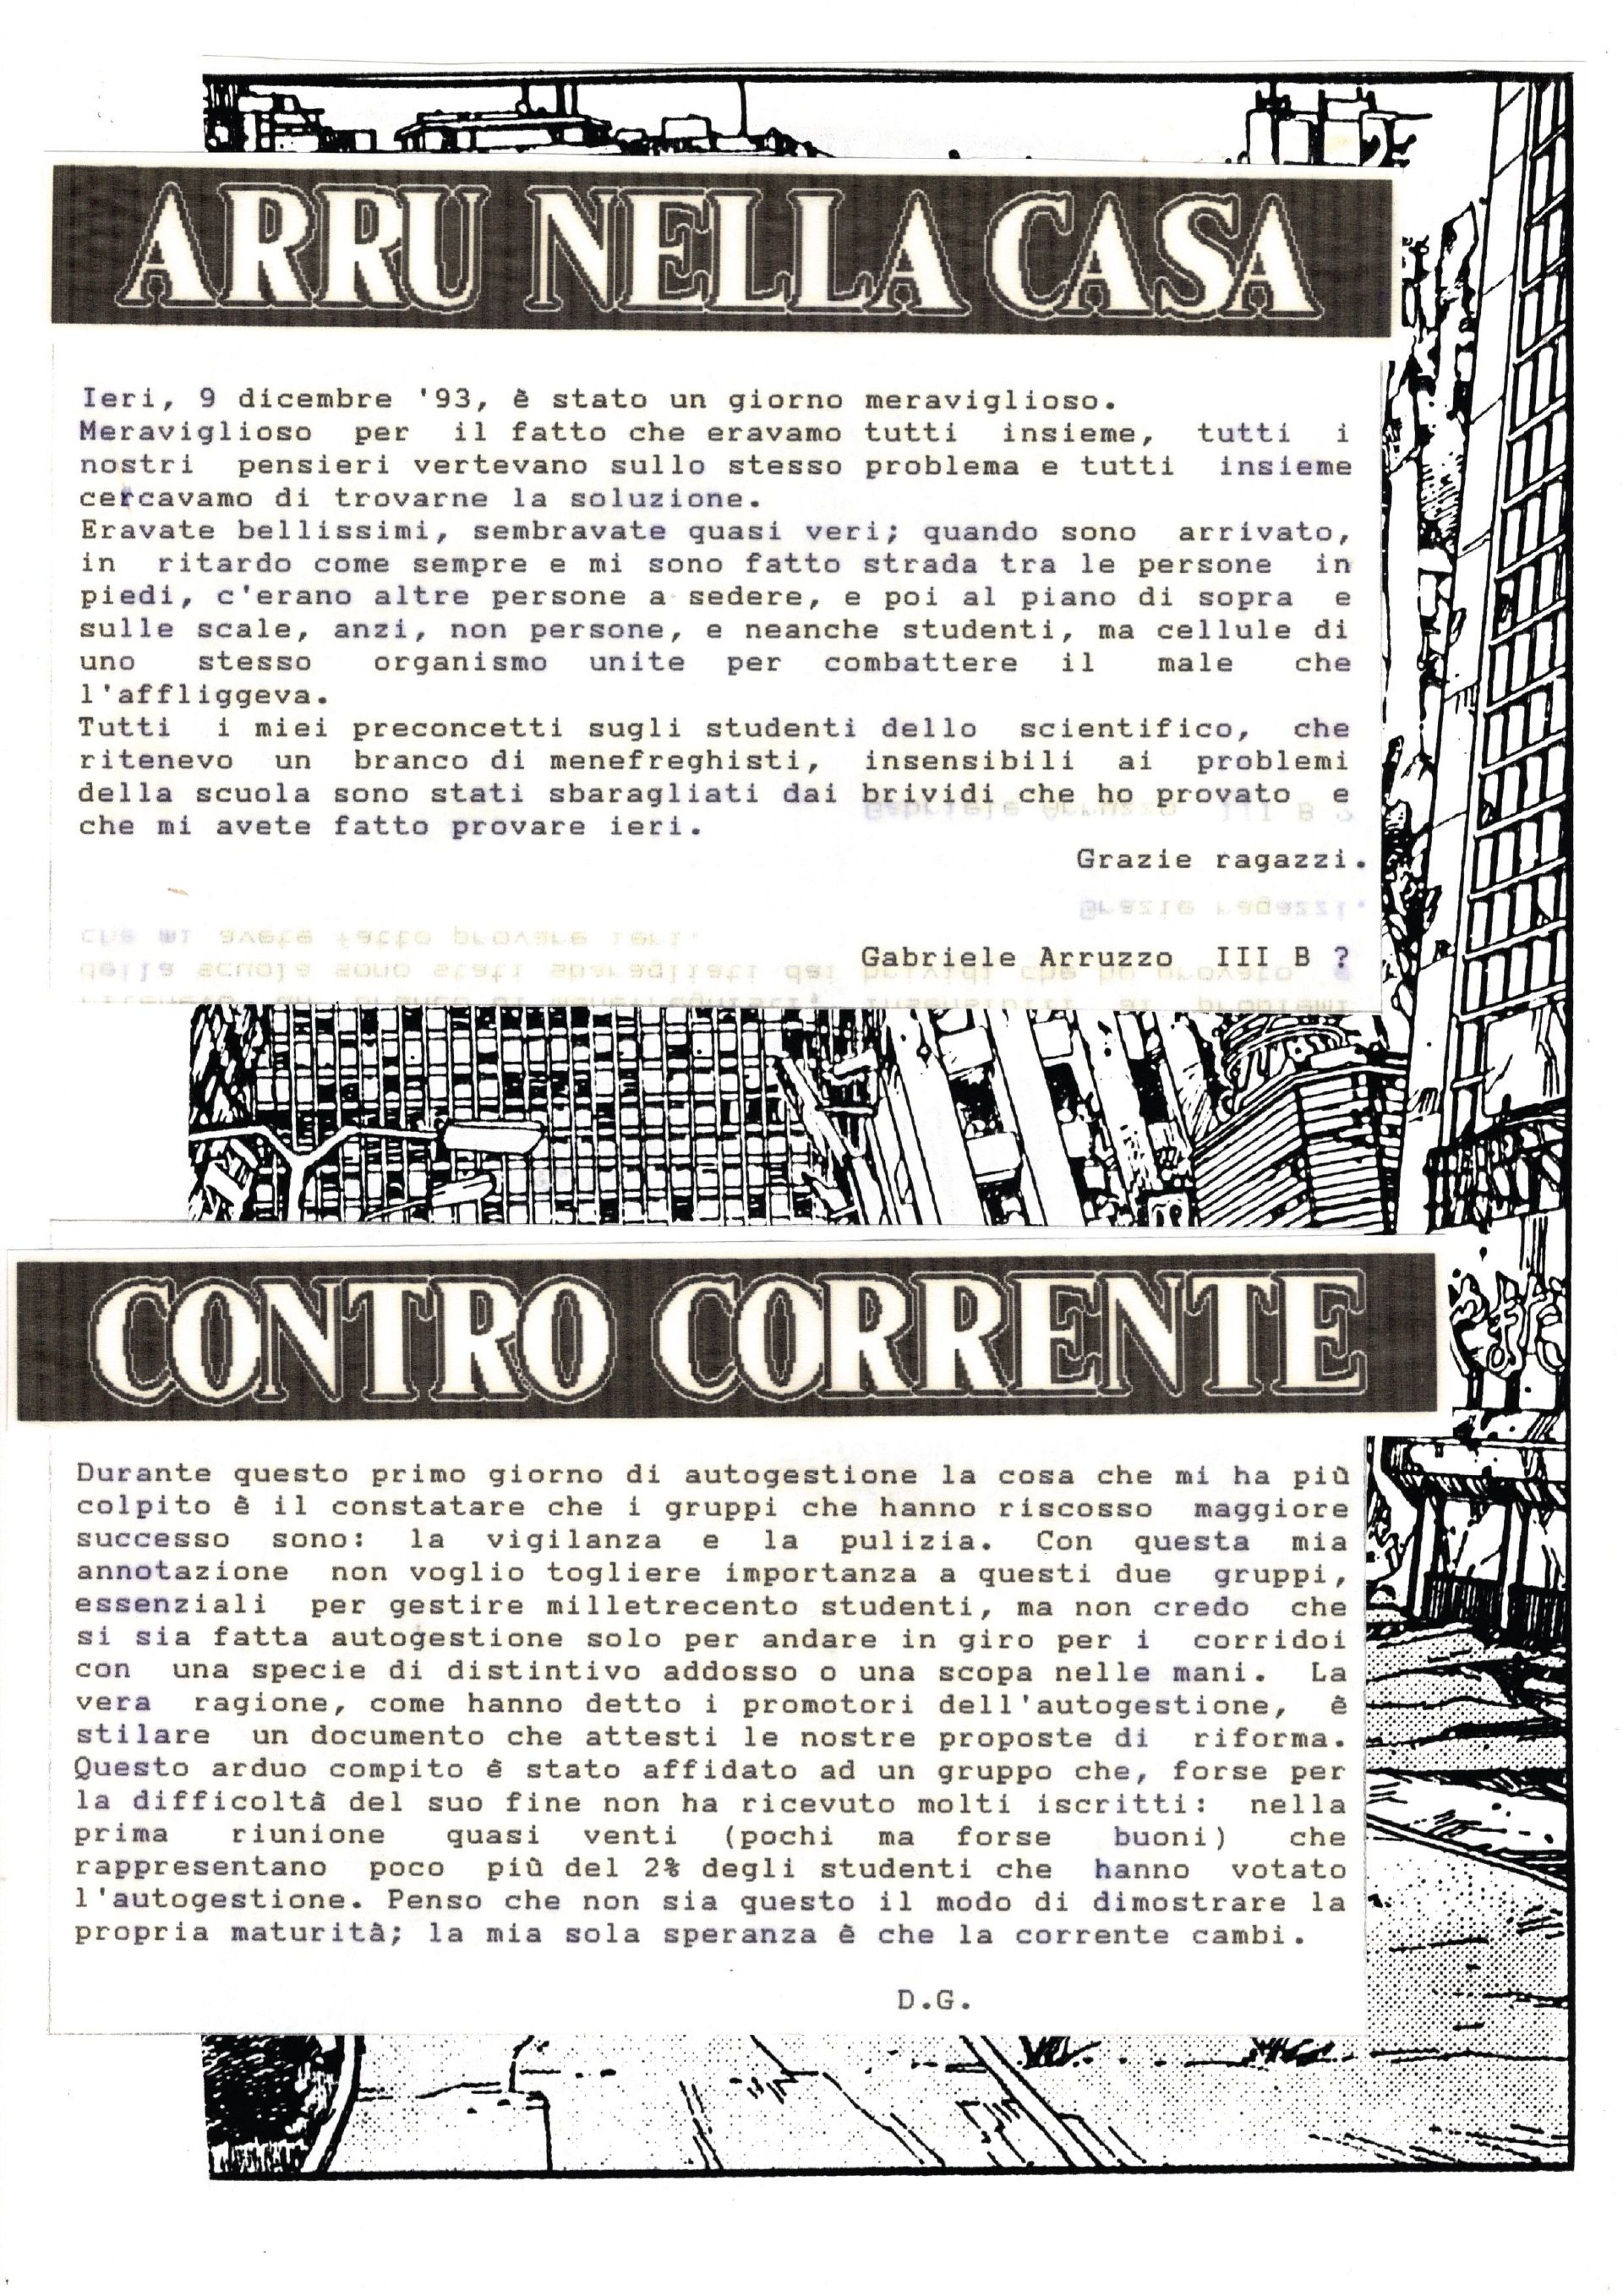 ARRU NELLA CASA
Ieri, 9 dicembre '93, è stato un giorno meraviglioso.
Meraviglioso per il fatto che eravamo tutti insieme, tutti i
nostri pensieri vertevano sullo stesso problema e tutti insieme
cercavamo di trovarne la soluzione.
Eravate bellissimi, sembravate quasi veri; quando sono arrivato,
in ritardo come sempre e mi sono fatto strada tra le persone in
piedi, c'erano altre persone a sedere, e poi al piano di sopra e
sulle scale, anzi, non persone, e neanche studenti, ma cellule di
uno stesso organismo unite per combattere il male che
l'affliggeva.
Tutti i miei preconcetti sugli studenti dello scientifico, che
ritenevo un branco di menefreghisti, insensibili ai problemi
della scuola sono stati sbaragliati dai brividi che ho provato e
che mi avete fatto provare ieri.
Grazie ragazzi.
Gabriele Arruzzo III B ?
CONTRO CORRENTE
Durante questo primo giorno di autogestione la cosa che mi ha più
colpito è il constatare che i gruppi che hanno riscosso maggiore
successo sono: la vigilanza e la pulizia. Con questa mia
annotazione non voglio togliere importanza a questi due gruppi,
essenziali per gestire milletrecento studenti, ma non credo che
si sia fatta autogestione solo per andare in giro per i corridoi
con una specie di distintivo addosso o una scopa nelle mani. La
vera ragione, come hanno detto i promotori dell'autogestione, è
stilare un documento che attesti le nostre proposte di riforma.
Questo arduo compito è stato affidato ad un gruppo che, forse per
la difficoltà del suo fine non ha ricevuto molti iscritti: nella
prima riunione quasi venti (pochi ma forse buoni) che
rappresentano poco più del 2% degli studenti che hanno votato
l'autogestione. Penso che non sia questo il modo di dimostrare la
propria maturità; la mia sola speranza è che la corrente cambi.
D.G.